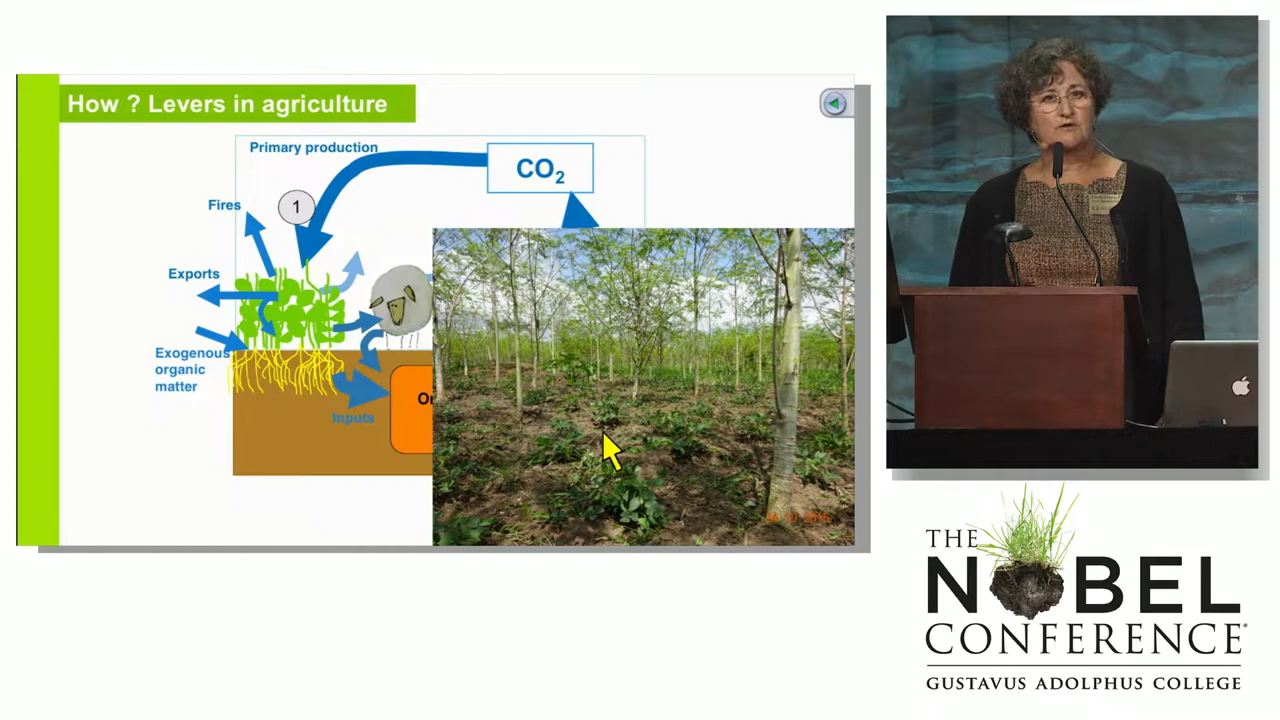 How ? Levers in agriculture
Primary production
CO2
1
Fires
Exports
Exogenous
organic
matter
Inputs
THE
NOBEL
CONFERENCE
GUSTAVUS ADOLPHUS COLLEGE